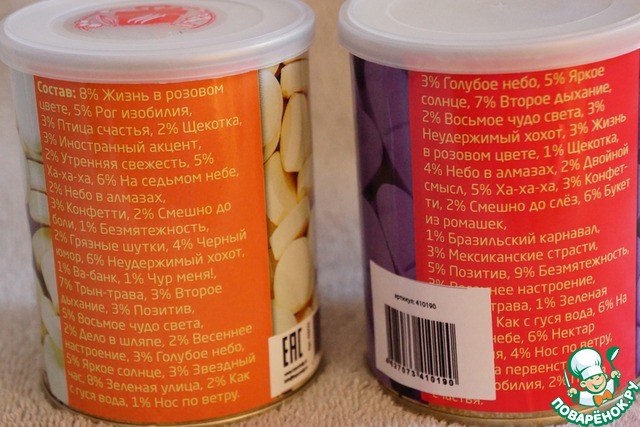 Состав: 8% Жизнь в розовом
цвете, 5% Рог изобилия,
3% Птица счастья, 2% Щекотка,
3% Иностранный акцент,
2% Утренняя свежесть, 5%
Ха-ха-ха, 6% На седьмом небе,
2% Небо в алмазах,
3% Конфетти, 2% Смешно до
боли, 1% Безмятежность,
2% Грязные шутки, 4% Черный
юмор, 6% Неудержимый хохот,
1% Ва-банк, 1% Чур меня!,
7% Трын-трава, 3% Второе
дыхание, 3% Позитив,
5% Восьмое чудо света,
2% Дело в шляпе, 2% Весеннее
настроение, 3% Голубое небо,
5% Яркое солнце, 3% Звездный
час, 8% Зеленая улица, 2% Как
с гуся вода, 1% Нос по ветру.
ЕАС
3% Голубое небо, 5% Яркое
солнце, 7% Второе дыхание,
2% Восьмое чудо света, 3%
Неудержимый хохот, 3% Жизнь
в розовом цвете, 1% Щекотка,
4% Небо в алмазах, 2% Двойной
смысл, 5% Ха-ха-ха, 3% Конфет-
ти, 2% Смешно до слёз, 6% Букет
из ромашек,
1% Бразильский карнавал,
3% Мексиканские страсти,
5% Позитив, 9% Безмятежность,
настроение,
трава, 1% Зеленая
Как с гуся вода, 6% На
небе, 6% Нектар
4% Нос по ветру,
первенст
изобилия, 2%
счастья.
артикул: 410190
410190
ПОВАРЁНОК.РУ